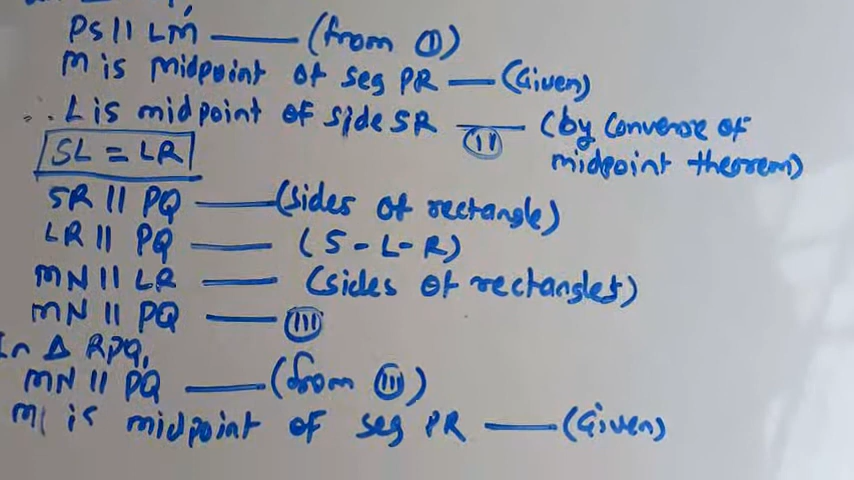 PS || LM —— (from I)
M is midpoint of seg PR — (Given)
∴ L is midpoint of side SR —— II (by Converse of
midpoint theorem)
SL = LR
SR || PQ —— (sides of rectangle)
LR || PQ —— (S - L - R)
MN || LR —— (sides of rectangles)
MN || PQ —— III
In Δ RPQ,
MN || PQ —— (from III)
M is midpoint of seg PR —— (Given)